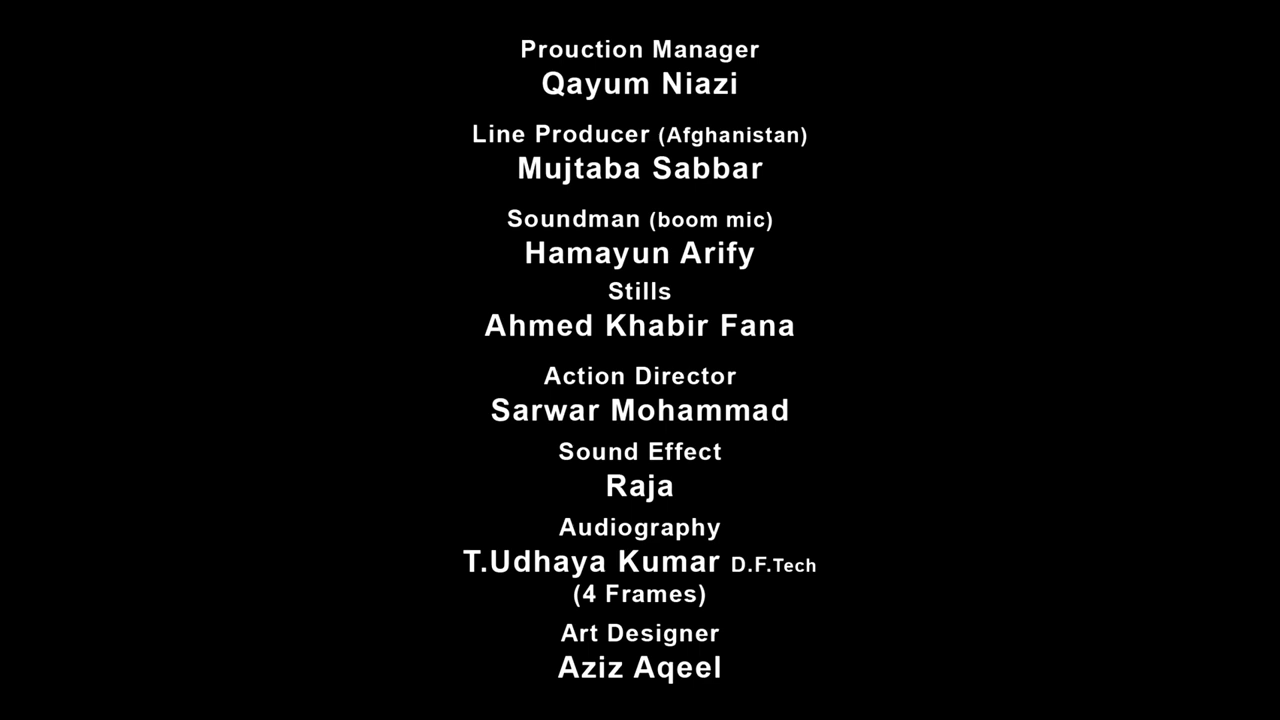 Prouction Manager
Qayum Niazi
Line Producer (Afghanistan)
Mujtaba Sabbar
Soundman (boom mic)
Hamayun Arify
Stills
Ahmed Khabir Fana
Action Director
Sarwar Mohammad
Sound Effect
Raja
Audiography
T.Udhaya Kumar D.F.Tech
(4 Frames)
Art Designer
Aziz Aqeel